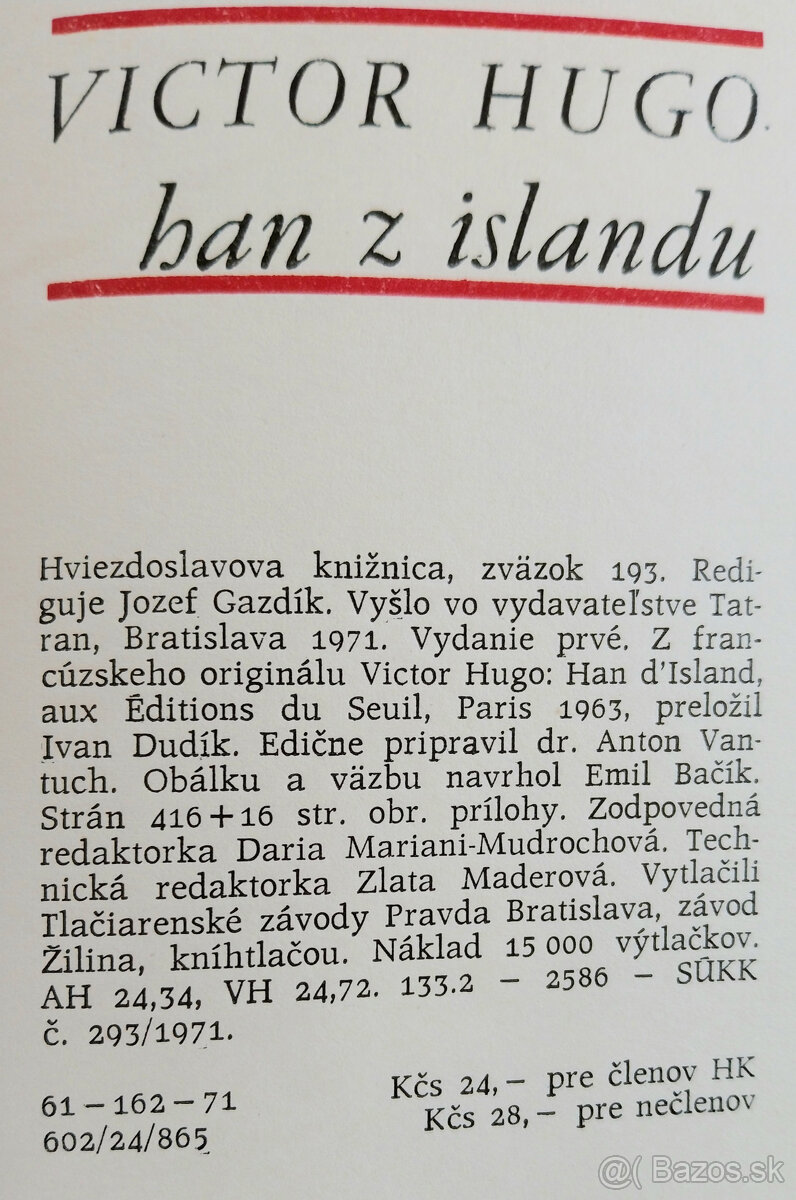 VICTOR HUGO
han z islandu
Hviezdoslavova knižnica, zväzok 193. Redi-
guje Jozef Gazdík. Vyšlo vo vydavateľstve Tat-
ran, Bratislava 1971. Vydanie prvé. Z fran-
cúzskeho originálu Victor Hugo: Han d'Island,
aux Éditions du Seuil, Paris 1963, preložil
Ivan Dudík. Edične pripravil dr. Anton Van-
tuch. Obálku a väzbu navrhol Emil Bačík.
Strán 416+16 str. obr. prílohy. Zodpovedná
redaktorka Daria Mariani-Mudrochová. Tech-
nická redaktorka Zlata Maderová. Vytlačili
Tlačiarenské závody Pravda Bratislava, závod
Žilina, kníhtlačou. Náklad 15 000 výtlačkov.
AH 24,34, VH 24,72. 133.2 – 2586 – SÚKK
č. 293/1971.
61 – 162 – 71
602/24/865
Kčs 24,– pre členov HK
Kčs 28,– pre nečlenov
@( Bazos.sk